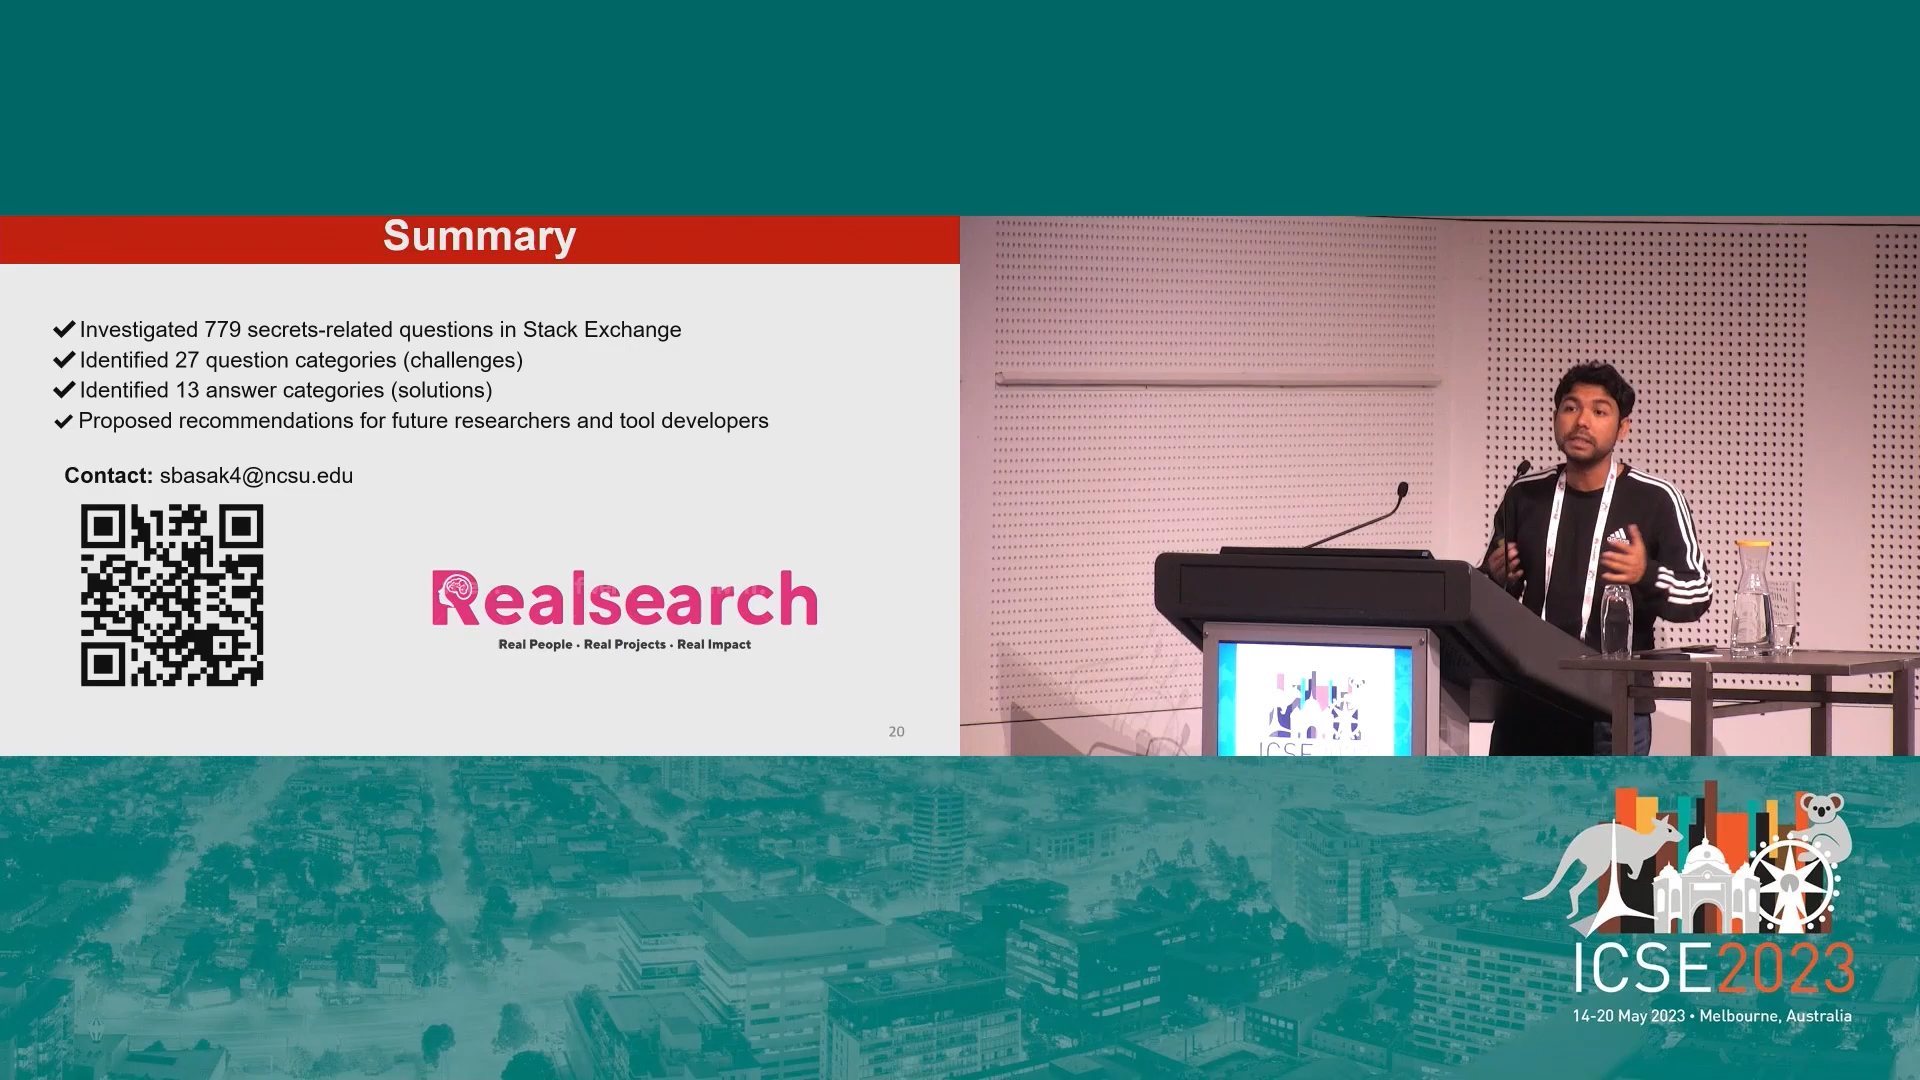 Summary
Investigated 779 secrets-related questions in Stack Exchange
Identified 27 question categories (challenges)
Identified 13 answer categories (solutions)
Proposed recommendations for future researchers and tool developers
Contact: sbasak4@ncsu.edu
Realsearch
Real People · Real Projects · Real Impact
20
adidas
ICSE
ICSE2023
14-20 May 2023 • Melbourne, Australia